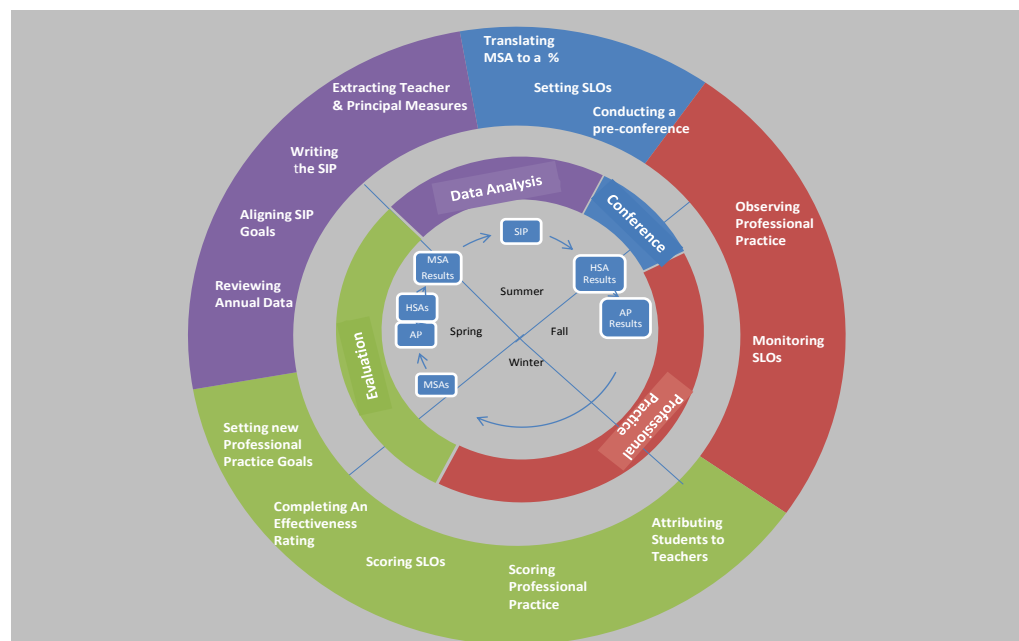 Translating
MSA to a %
Setting SLOs
Conducting a
pre-conference
Extracting Teacher
& Principal Measures
Writing
the SIP
Aligning SIP
Goals
Reviewing
Annual Data
Observing
Professional
Practice
Monitoring
SLOs
Data Analysis
Conference
Evaluation
Professional
Practice
SIP
MSA
Results
HSA
Results
HSAs
AP
Results
AP
MSAs
Summer
Spring
Fall
Winter
Setting new
Professional
Practice Goals
Completing An
Effectiveness
Rating
Scoring SLOs
Scoring
Professional
Practice
Attributing
Students to
Teachers